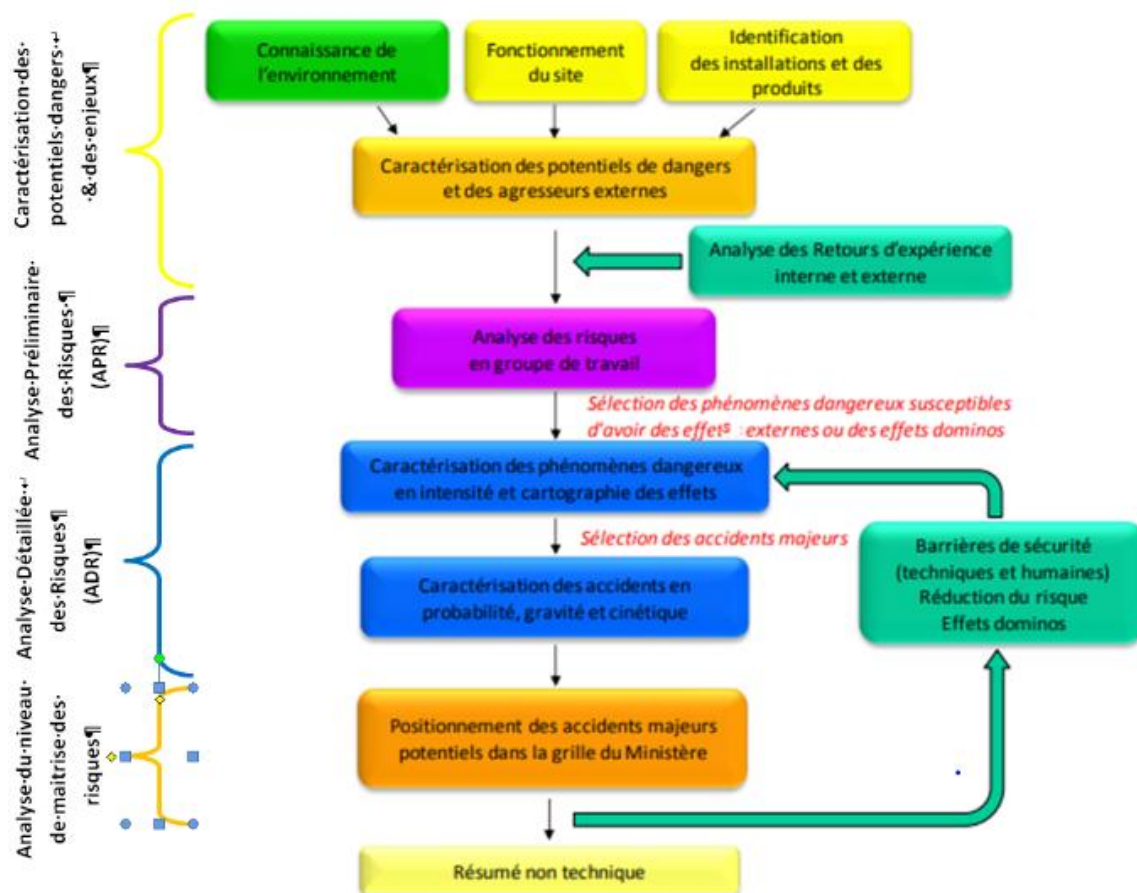 Connaissance de
l'environnement
Fonctionnement
du site
Identification
des installations et des
produits
Caractérisation·des·
potentiels·dangers·↵
·&·des·enjeux¶
Caractérisation des potentiels de dangers
et des agresseurs externes
Analyse des Retours d'expérience
interne et externe
Analyse·Préliminaire·
des·Risques·¶
(APR)¶
Analyse des risques
en groupe de travail
Sélection des phénomènes dangereux susceptibles
d'avoir des effets : externes ou des effets dominos
Analyse·Détaillée·↵
des·Risques¶
(ADR)¶
Caractérisation des phénomènes dangereux
en intensité et cartographie des effets
Sélection des accidents majeurs
Caractérisation des accidents en
probabilité, gravité et cinétique
Barrières de sécurité
(techniques et humaines)
Réduction du risque
Effets dominos
Analyse·du·niveau·
de·maitrise·des·
risques¶
Positionnement des accidents majeurs
potentiels dans la grille du Ministère
Résumé non technique